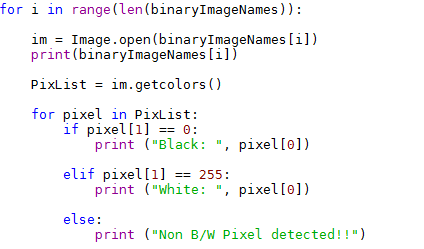 for i in range(len(binaryImageNames)):
im = Image.open(binaryImageNames[i])
print(binaryImageNames[i])
PixList = im.getcolors()
for pixel in PixList:
if pixel[1] == 0:
print ("Black: ", pixel[0])
elif pixel[1] == 255:
print ("White: ", pixel[0])
else:
print ("Non B/W Pixel detected!!")